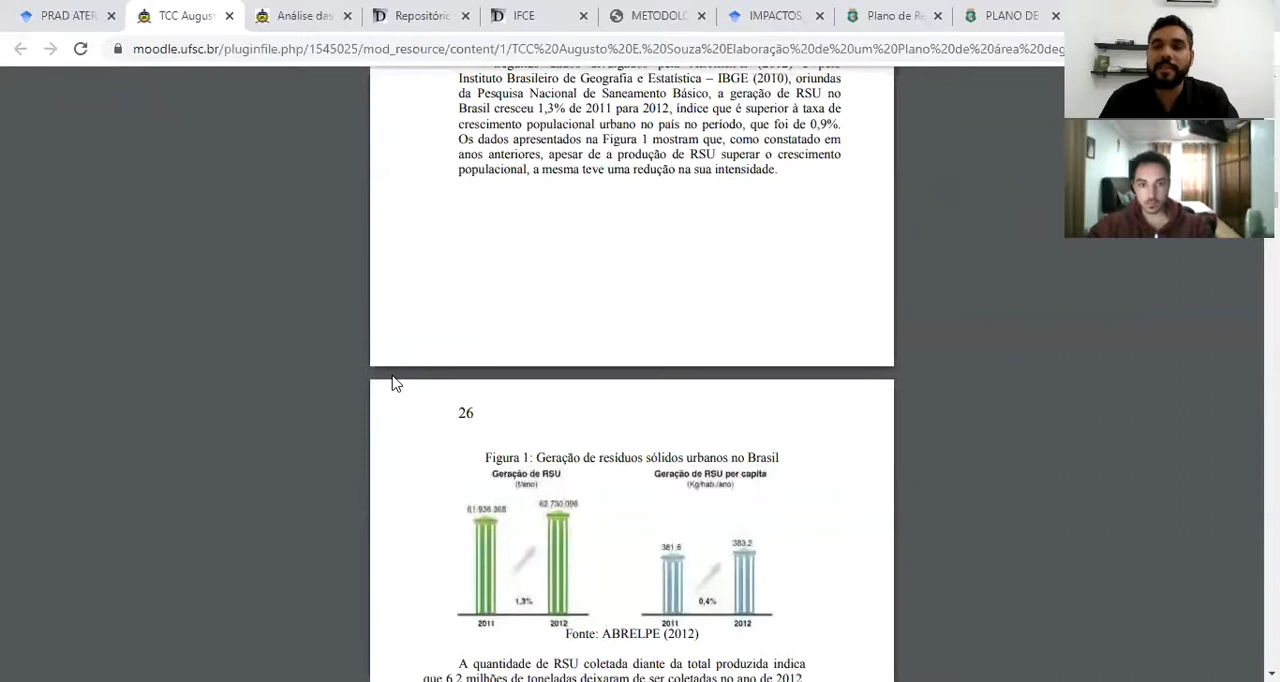 PRAD ATER
TCC Augus
Análise das
Repositóric
IFCE
METODOLC
IMPACTOS
Plano de R
PLANO DE
moodle.ufsc.br/pluginfile.php/1545025/mod_resource/content/1/TCC%20Augusto%20E.%20Souza%20Elaboração%20de%20um%20Plano%20de%20área%20deg
Instituto Brasileiro de Geografia e Estatística – IBGE (2010), oriundas
da Pesquisa Nacional de Saneamento Básico, a geração de RSU no
Brasil cresceu 1,3% de 2011 para 2012, índice que é superior à taxa de
crescimento populacional urbano no país no período, que foi de 0,9%.
Os dados apresentados na Figura 1 mostram que, como constatado em
anos anteriores, apesar de a produção de RSU superar o crescimento
populacional, a mesma teve uma redução na sua intensidade.
26
Figura 1: Geração de resíduos sólidos urbanos no Brasil
Geração de RSU
(t/ano)
Geração de RSU per capita
(Kg/hab./ano)
61.936.368
62.730.096
381,6
383,2
1,3%
0,4%
2011
2012
2011
2012
Fonte: ABRELPE (2012)
A quantidade de RSU coletada diante da total produzida indica
que 6,2 milhões de toneladas deixaram de ser coletadas no ano de 2012